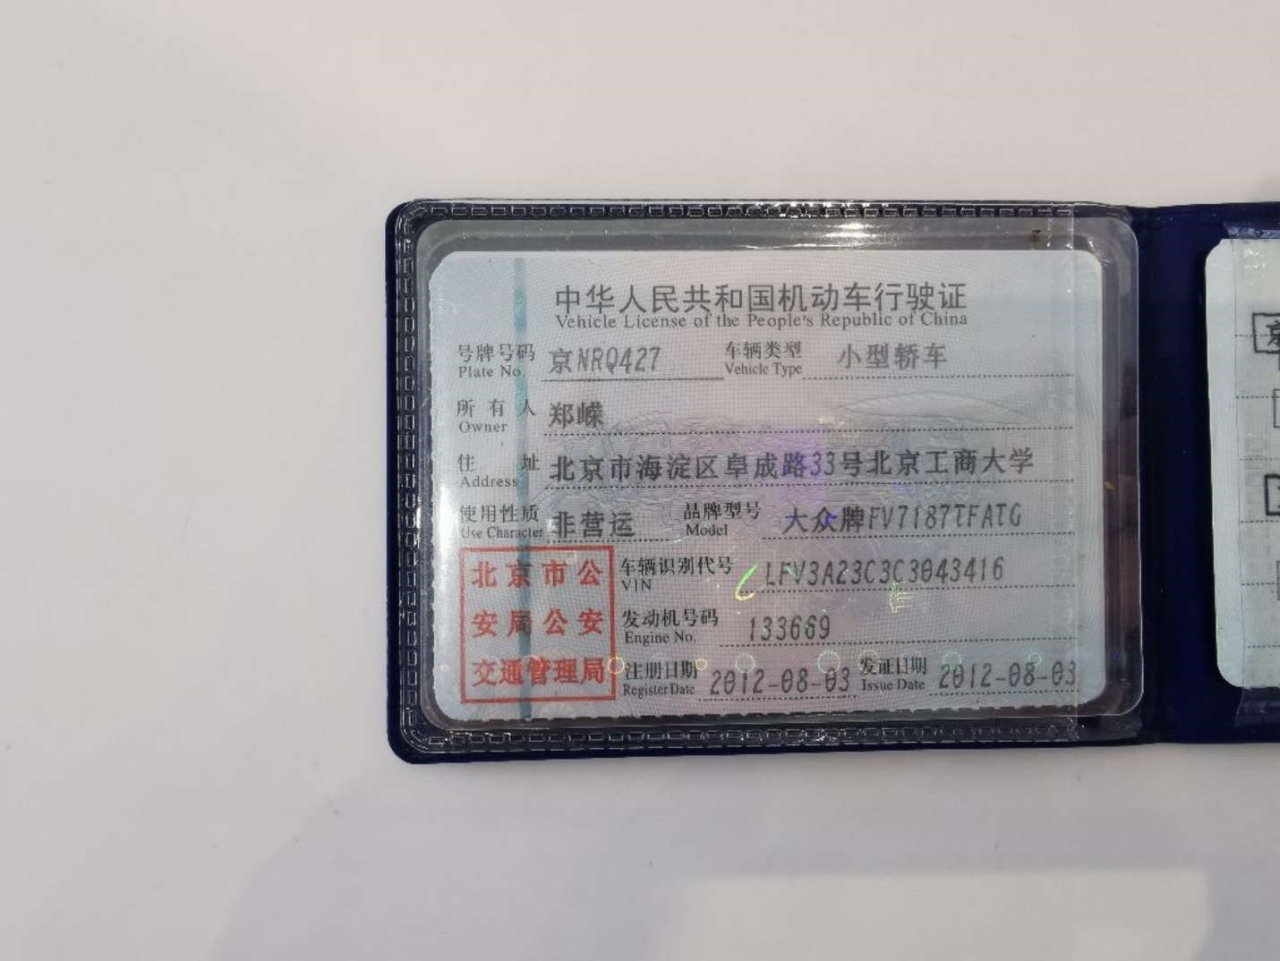 中华人民共和国机动车行驶证
Vehicle License of the People's Republic of China
号牌号码 京NRQ427 车辆类型 小型轿车
Plate No. Vehicle Type
所有人 郑嵘
Owner
住址 北京市海淀区阜成路33号北京工商大学
Address
使用性质 非营运 品牌型号 大众牌FV7187TFATG
Use Character Model
北京市公
安局公安
交通管理局
车辆识别代号 LFV3A23C3C3043416
VIN
发动机号码 133669
Engine No.
注册日期 2012-08-03 发证日期 2012-08-03
Register Date Issue Date